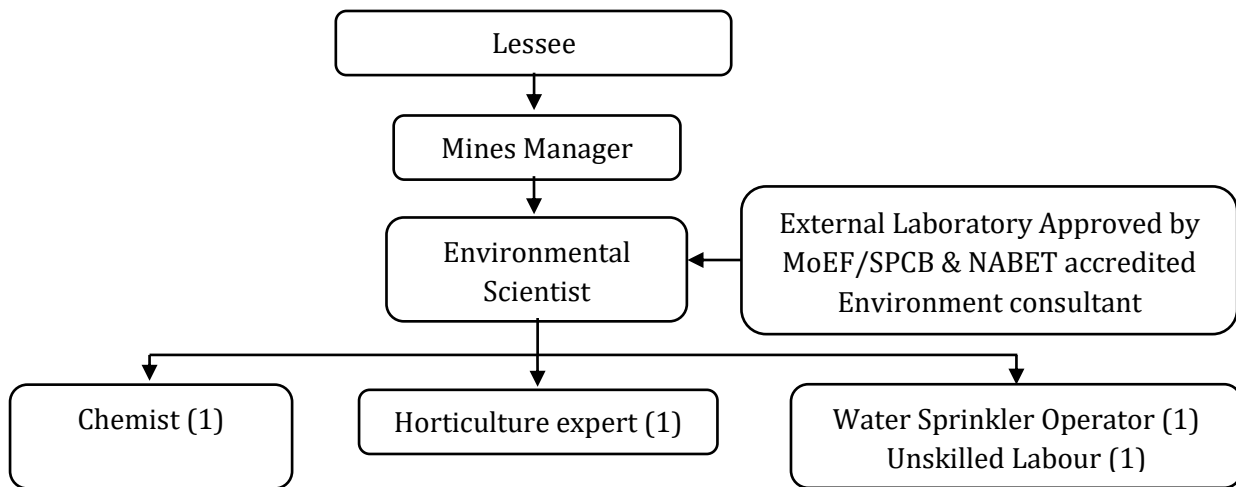 Lessee
Mines Manager
Environmental
Scientist
External Laboratory Approved by
MoEF/SPCB & NABET accredited
Environment consultant
Chemist (1)
Horticulture expert (1)
Water Sprinkler Operator (1)
Unskilled Labour (1)